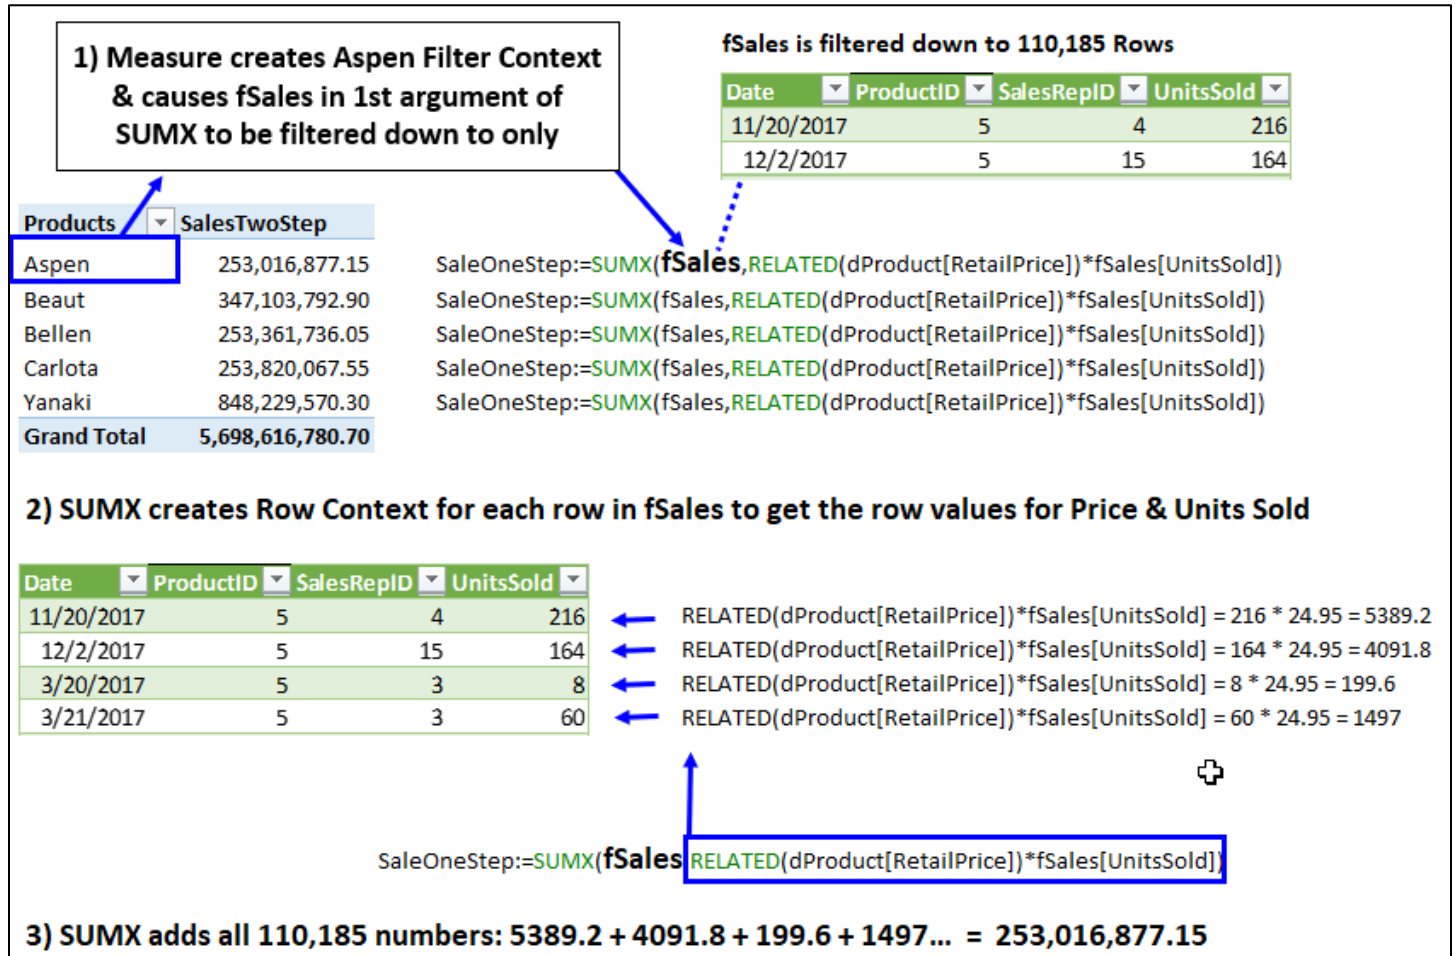 1) Measure creates Aspen Filter Context
& causes fSales in 1st argument of
SUMX to be filtered down to only
fSales is filtered down to 110,185 Rows
Date ProductID SalesRepID UnitsSold
11/20/2017 5 4 216
12/2/2017 5 15 164
Products SalesTwoStep
Aspen 253,016,877.15 SaleOneStep:=SUMX(fSales,RELATED(dProduct[RetailPrice])*fSales[UnitsSold])
Beaut 347,103,792.90 SaleOneStep:=SUMX(fSales,RELATED(dProduct[RetailPrice])*fSales[UnitsSold])
Bellen 253,361,736.05 SaleOneStep:=SUMX(fSales,RELATED(dProduct[RetailPrice])*fSales[UnitsSold])
Carlota 253,820,067.55 SaleOneStep:=SUMX(fSales,RELATED(dProduct[RetailPrice])*fSales[UnitsSold])
Yanaki 848,229,570.30 SaleOneStep:=SUMX(fSales,RELATED(dProduct[RetailPrice])*fSales[UnitsSold])
Grand Total 5,698,616,780.70
2) SUMX creates Row Context for each row in fSales to get the row values for Price & Units Sold
Date ProductID SalesRepID UnitsSold
11/20/2017 5 4 216 RELATED(dProduct[RetailPrice])*fSales[UnitsSold] = 216 * 24.95 = 5389.2
12/2/2017 5 15 164 RELATED(dProduct[RetailPrice])*fSales[UnitsSold] = 164 * 24.95 = 4091.8
3/20/2017 5 3 8 RELATED(dProduct[RetailPrice])*fSales[UnitsSold] = 8 * 24.95 = 199.6
3/21/2017 5 3 60 RELATED(dProduct[RetailPrice])*fSales[UnitsSold] = 60 * 24.95 = 1497
SaleOneStep:=SUMX(fSales RELATED(dProduct[RetailPrice])*fSales[UnitsSold])
3) SUMX adds all 110,185 numbers: 5389.2 + 4091.8 + 199.6 + 1497... = 253,016,877.15